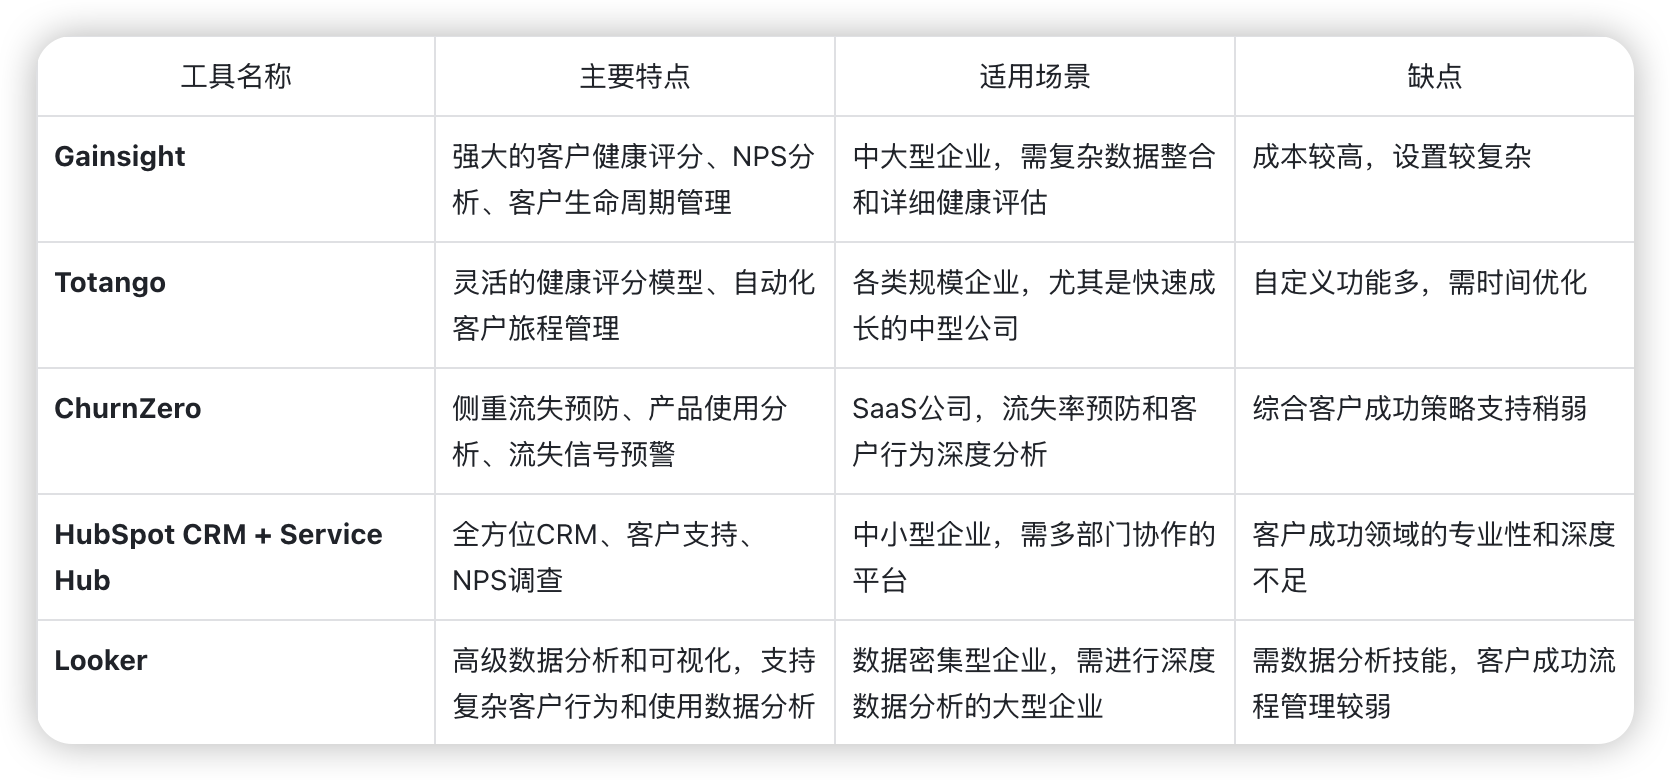 工具名称
主要特点
适用场景
缺点
Gainsight
强大的客户健康评分、NPS分
析、客户生命周期管理
中大型企业，需复杂数据整合
和详细健康评估
成本较高，设置较复杂
Totango
灵活的健康评分模型、自动化
客户旅程管理
各类规模企业，尤其是快速成
长的中型公司
自定义功能多，需时间优化
ChurnZero
侧重流失预防、产品使用分
析、流失信号预警
SaaS公司，流失率预防和客
户行为深度分析
综合客户成功策略支持稍弱
HubSpot CRM + Service
Hub
全方位CRM、客户支持、
NPS调查
中小型企业，需多部门协作的
平台
客户成功领域的专业性和深度
不足
Looker
高级数据分析和可视化，支持
复杂客户行为和使用数据分析
数据密集型企业，需进行深度
数据分析的大型企业
需数据分析技能，客户成功流
程管理较弱